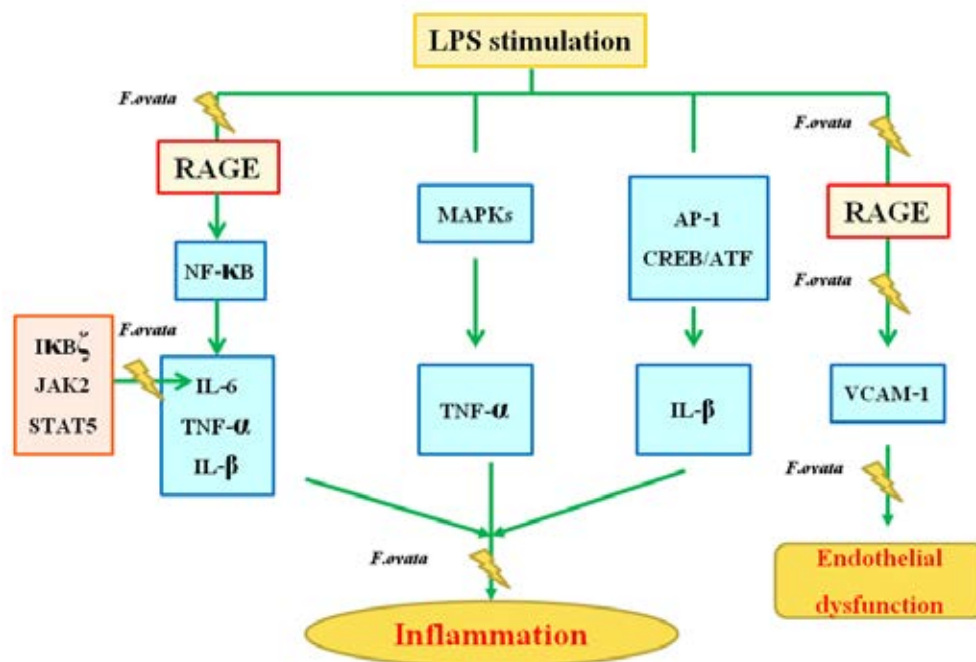 LPS stimulation
F.ovata
F.ovata
RAGE
MAPKs
AP-1
CREB/ATF
RAGE
NF-κB
F.ovata
F.ovata
IκBζ
JAK2
STAT5
IL-6
TNF-α
IL-β
TNF-α
IL-β
VCAM-1
F.ovata
F.ovata
Inflammation
Endothelial
dysfunction